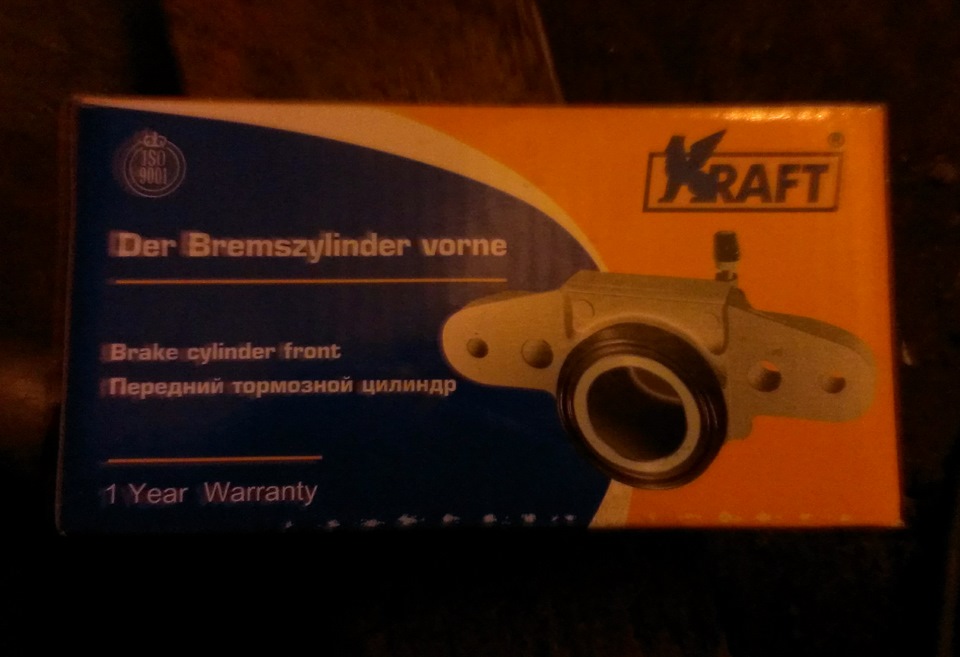 ISO
9001
KRAFT®
Der Bremszylinder vorne
Brake cylinder front
Передний тормозной цилиндр
1 Year Warranty